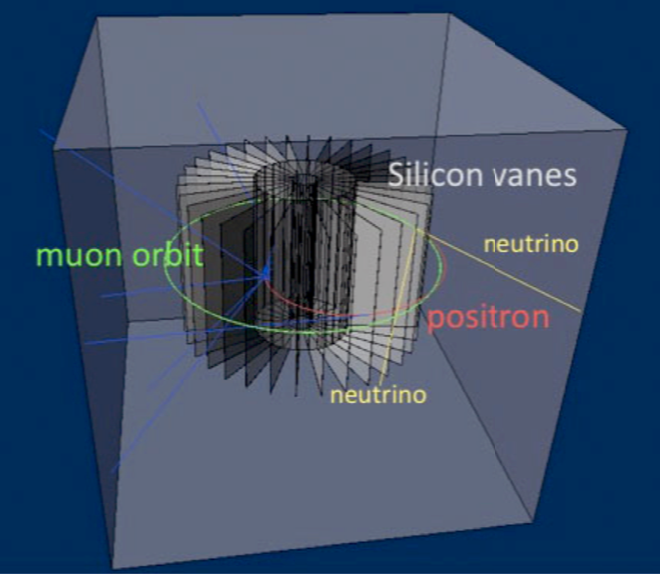 Silicon vanes
neutrino
muon orbit
positron
neutrino